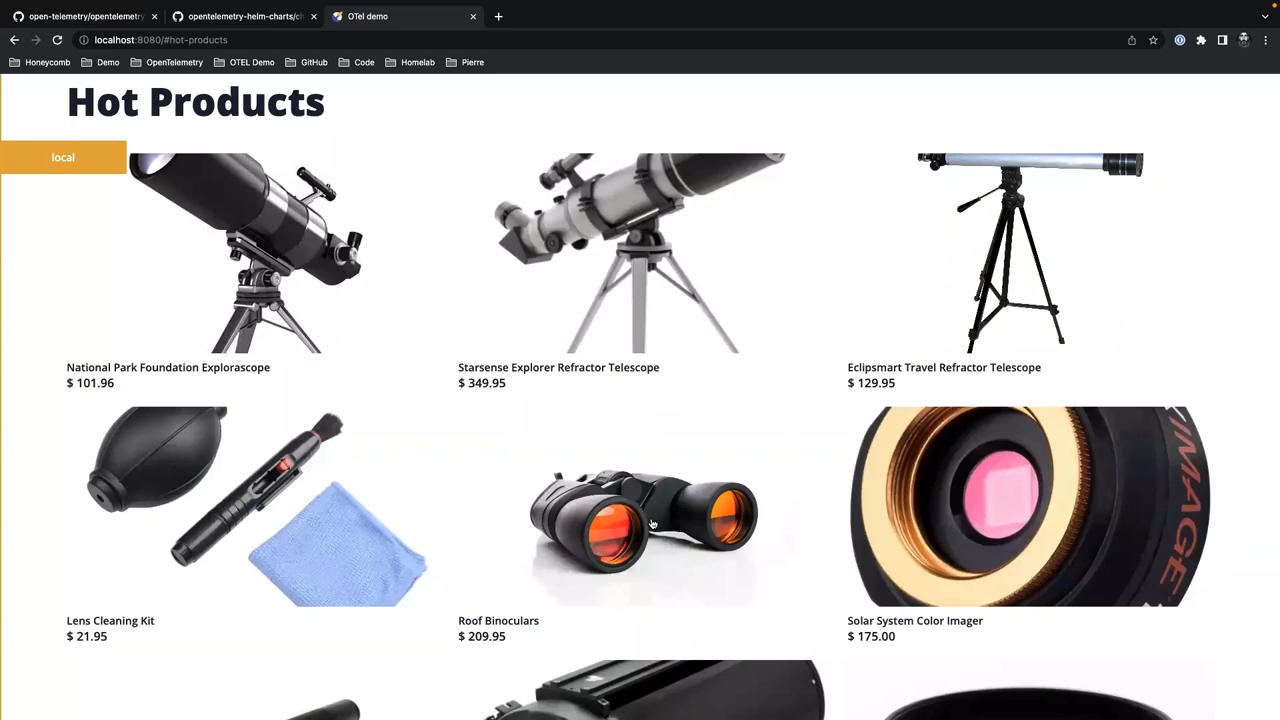 open-telemetry/opentelemetry
opentelemetry-helm-charts/ch
OTel demo
localhost:8080/#hot-products
Honeycomb
Demo
OpenTelemetry
OTEL Demo
GitHub
Code
Homelab
Pierre
Hot Products
local
National Park Foundation Explorascope
$ 101.96
Starsense Explorer Refractor Telescope
$ 349.95
Eclipsmart Travel Refractor Telescope
$ 129.95
IMAGE
Lens Cleaning Kit
$ 21.95
Roof Binoculars
$ 209.95
Solar System Color Imager
$ 175.00